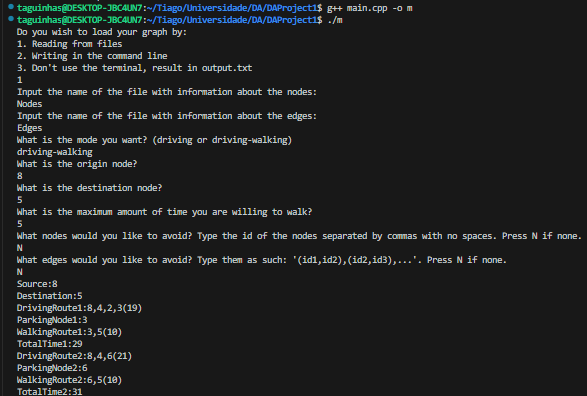 taguinhas@DESKTOP-JBC4UN7:~/Tiago/Universidade/DA/DAProject1$ g++ main.cpp -o m
taguinhas@DESKTOP-JBC4UN7:~/Tiago/Universidade/DA/DAProject1$ ./m
Do you wish to load your graph by:
1. Reading from files
2. Writing in the command line
3. Don't use the terminal, result in output.txt
1
Input the name of the file with information about the nodes:
Nodes
Input the name of the file with information about the edges:
Edges
What is the mode you want? (driving or driving-walking)
driving-walking
What is the origin node?
8
What is the destination node?
5
What is the maximum amount of time you are willing to walk?
5
What nodes would you like to avoid? Type the id of the nodes separated by commas with no spaces. Press N if none.
N
What edges would you like to avoid? Type them as such: '(id1,id2),(id2,id3),...'. Press N if none.
N
Source:8
Destination:5
DrivingRoute1:8,4,2,3(19)
ParkingNode1:3
WalkingRoute1:3,5(10)
TotalTime1:29
DrivingRoute2:8,4,6(21)
ParkingNode2:6
WalkingRoute2:6,5(10)
TotalTime2:31